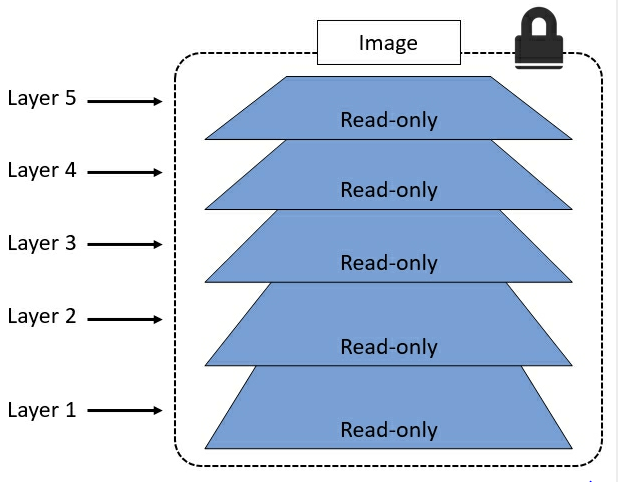 Image
Layer 5
Read-only
Layer 4
Read-only
Layer 3
Read-only
Layer 2
Read-only
Layer 1
Read-only